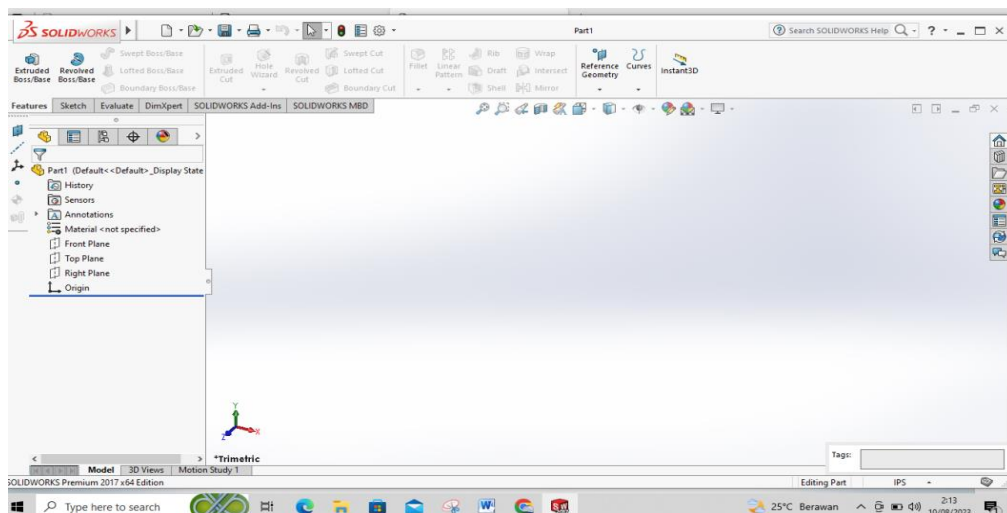 SOLIDWORKS
Part1
Search SOLIDWORKS Help
Extruded Boss/Base
Revolved Boss/Base
Swept Boss/Base
Lofted Boss/Base
Boundary Boss/Base
Extruded Cut
Hole Wizard
Revolved Cut
Swept Cut
Lofted Cut
Boundary Cut
Fillet
Linear Pattern
Rib
Draft
Shell
Wrap
Intersect
Mirror
Reference Geometry
Curves
Instant3D
Features Sketch Evaluate DimXpert SOLIDWORKS Add-Ins SOLIDWORKS MBD
Part1 (Default<<Default>_Display State
History
Sensors
Annotations
Material <not specified>
Front Plane
Top Plane
Right Plane
Origin
Y
Z X
*Trimetric
Tags:
Model 3D Views Motion Study 1
SOLIDWORKS Premium 2017 x64 Edition
Editing Part IPS
Type here to search
25°C Berawan
2:13
10/08/2023